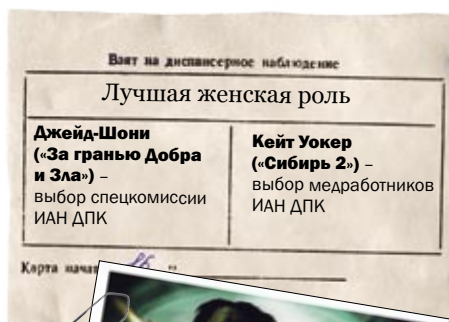 Взят на диспансерное наблюдение
Лучшая женская роль
Джейд-Шони
(«За гранью Добра
и Зла») –
выбор спецкомиссии
ИАН ДПК
Кейт Уокер
(«Сибирь 2») –
выбор медработников
ИАН ДПК
Карта начат